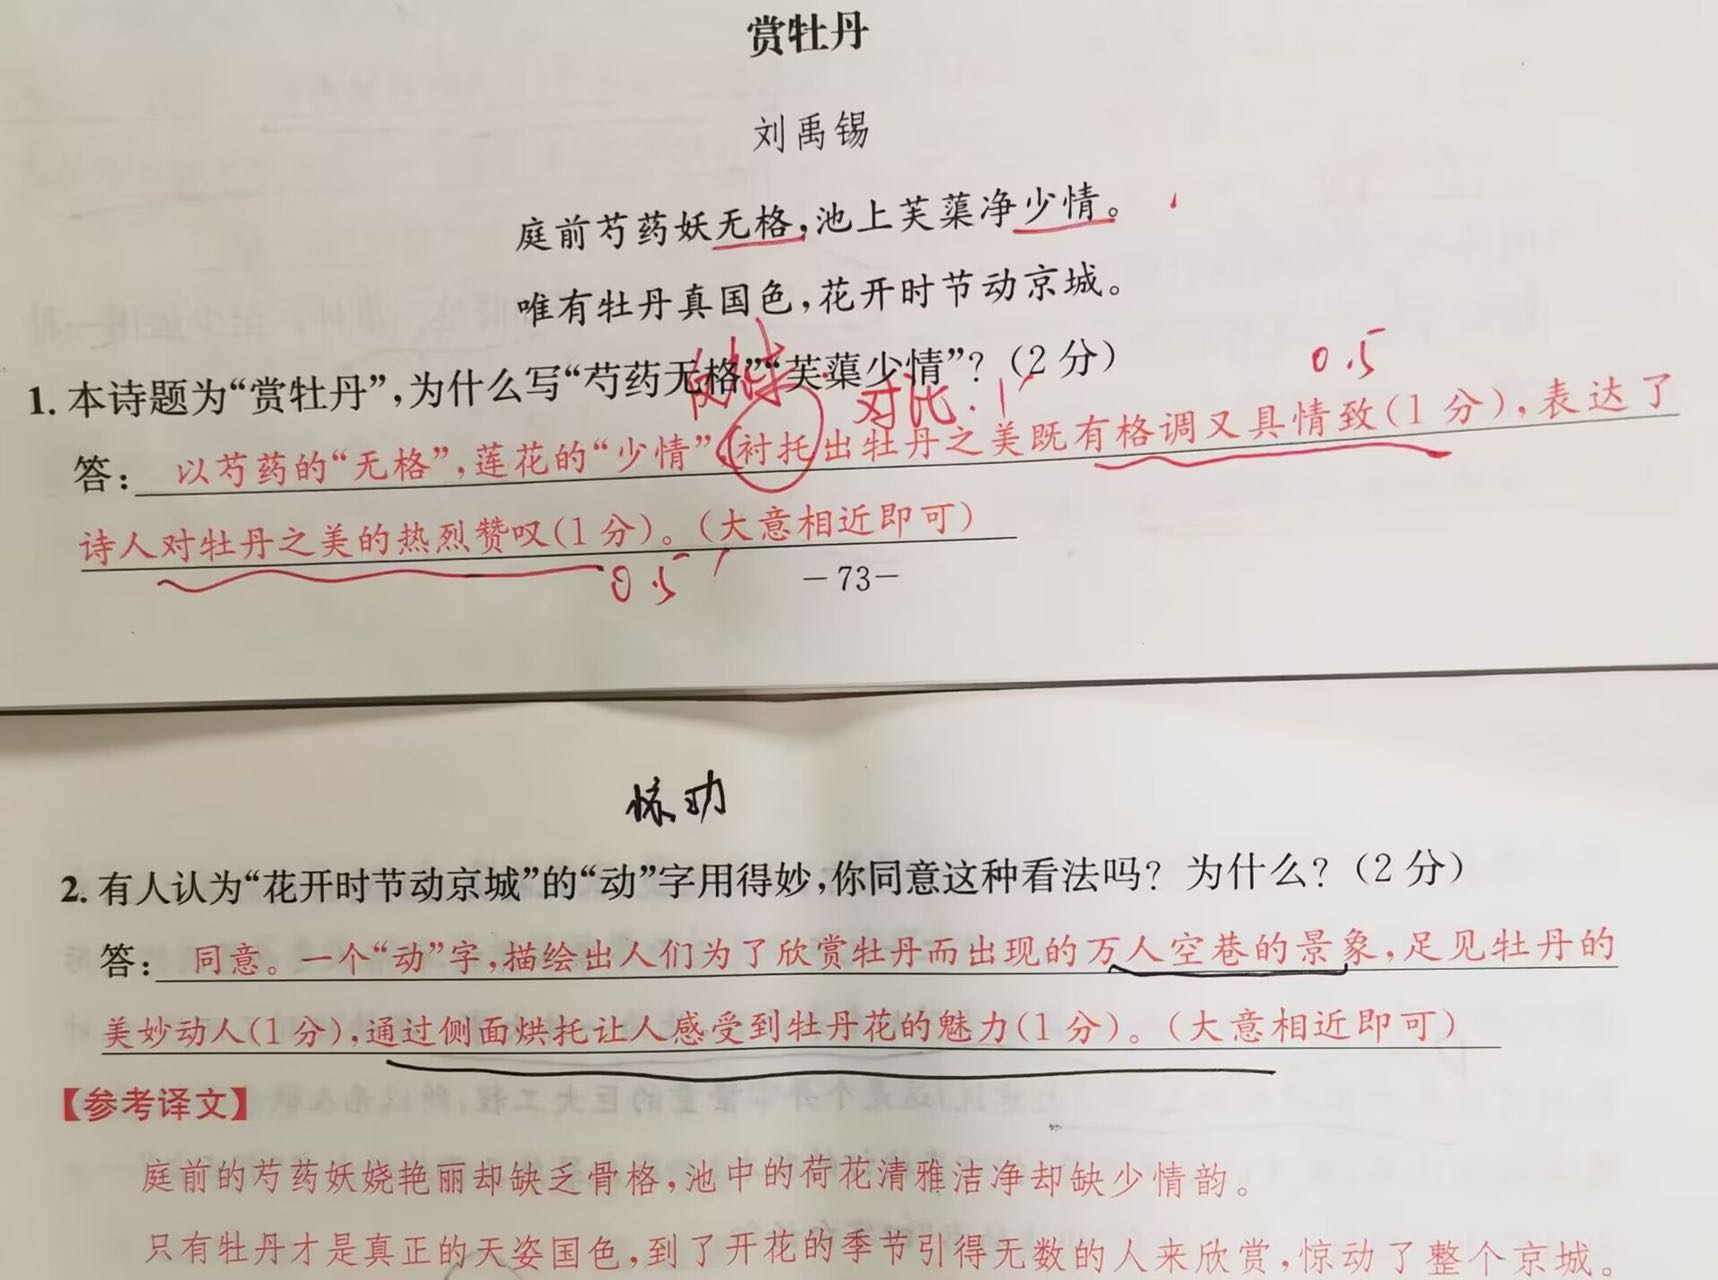 赏牡丹
刘禹锡
庭前芍药妖无格,池上芙蕖净少情。
唯有牡丹真国色,花开时节动京城。
1. 本诗题为“赏牡丹”,为什么写“芍药无格”“芙蕖少情”?(2分)
0.5
对比. 1
答: 以芍药的“无格”,莲花的“少情”,衬托出牡丹之美既有格调又具情致(1分),表达了
诗人对牡丹之美的热烈赞叹(1分)。(大意相近即可)
0.5
-73-
惊动
2. 有人认为“花开时节动京城”的“动”字用得妙,你同意这种看法吗? 为什么?(2分)
答: 同意。一个“动”字,描绘出人们为了欣赏牡丹而出现的万人空巷的景象,足见牡丹的
美妙动人(1分),通过侧面烘托让人感受到牡丹花的魅力(1分)。(大意相近即可)
【参考译文】
庭前的芍药妖娆艳丽却缺乏骨格,池中的荷花清雅洁净却缺少情韵。
只有牡丹才是真正的天姿国色,到了开花的季节引得无数的人来欣赏,惊动了整个京城。